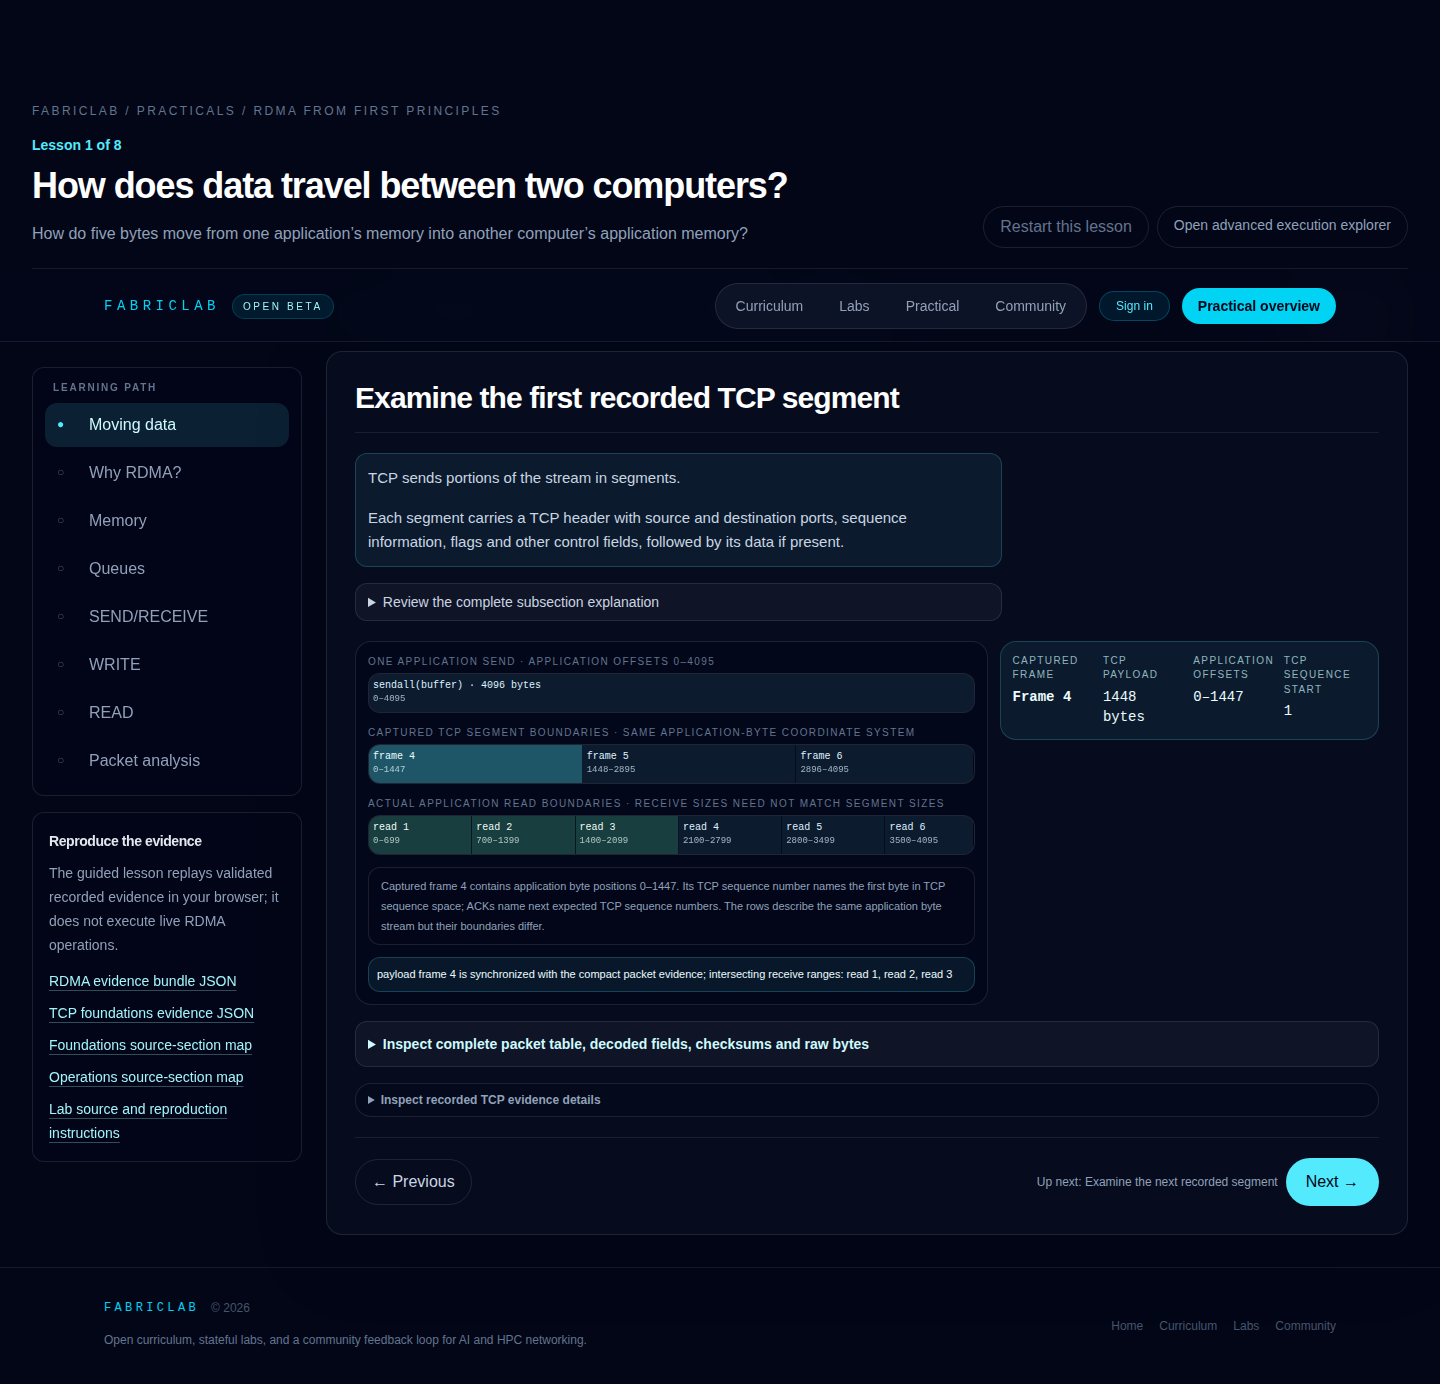 FABRICLAB / PRACTICALS / RDMA FROM FIRST PRINCIPLES
Lesson 1 of 8
How does data travel between two computers?
How do five bytes move from one application’s memory into another computer’s application memory?
Restart this lesson
Open advanced execution explorer
FABRICLAB
OPEN BETA
Curriculum
Labs
Practical
Community
Sign in
Practical overview
LEARNING PATH
Moving data
Why RDMA?
Memory
Queues
SEND/RECEIVE
WRITE
READ
Packet analysis
Reproduce the evidence
The guided lesson replays validated
recorded evidence in your browser; it
does not execute live RDMA
operations.
RDMA evidence bundle JSON
TCP foundations evidence JSON
Foundations source-section map
Operations source-section map
Lab source and reproduction
instructions
Examine the first recorded TCP segment
TCP sends portions of the stream in segments.
Each segment carries a TCP header with source and destination ports, sequence
information, flags and other control fields, followed by its data if present.
▶ Review the complete subsection explanation
ONE APPLICATION SEND · APPLICATION OFFSETS 0–4095
sendall(buffer) · 4096 bytes
0–4095
CAPTURED TCP SEGMENT BOUNDARIES · SAME APPLICATION-BYTE COORDINATE SYSTEM
frame 4
0–1447
frame 5
1448–2895
frame 6
2896–4095
ACTUAL APPLICATION READ BOUNDARIES · RECEIVE SIZES NEED NOT MATCH SEGMENT SIZES
read 1
0–699
read 2
700–1399
read 3
1400–2099
read 4
2100–2799
read 5
2800–3499
read 6
3500–4095
Captured frame 4 contains application byte positions 0–1447. Its TCP sequence number names the first byte in TCP
sequence space; ACKs name next expected TCP sequence numbers. The rows describe the same application byte
stream but their boundaries differ.
payload frame 4 is synchronized with the compact packet evidence; intersecting receive ranges: read 1, read 2, read 3
CAPTURED
FRAME
Frame 4
TCP
PAYLOAD
1448
bytes
APPLICATION
OFFSETS
0–1447
TCP
SEQUENCE
START
1
▶ Inspect complete packet table, decoded fields, checksums and raw bytes
▶ Inspect recorded TCP evidence details
← Previous
Up next: Examine the next recorded segment
Next →
FABRICLAB © 2026
Open curriculum, stateful labs, and a community feedback loop for AI and HPC networking.
Home
Curriculum
Labs
Community